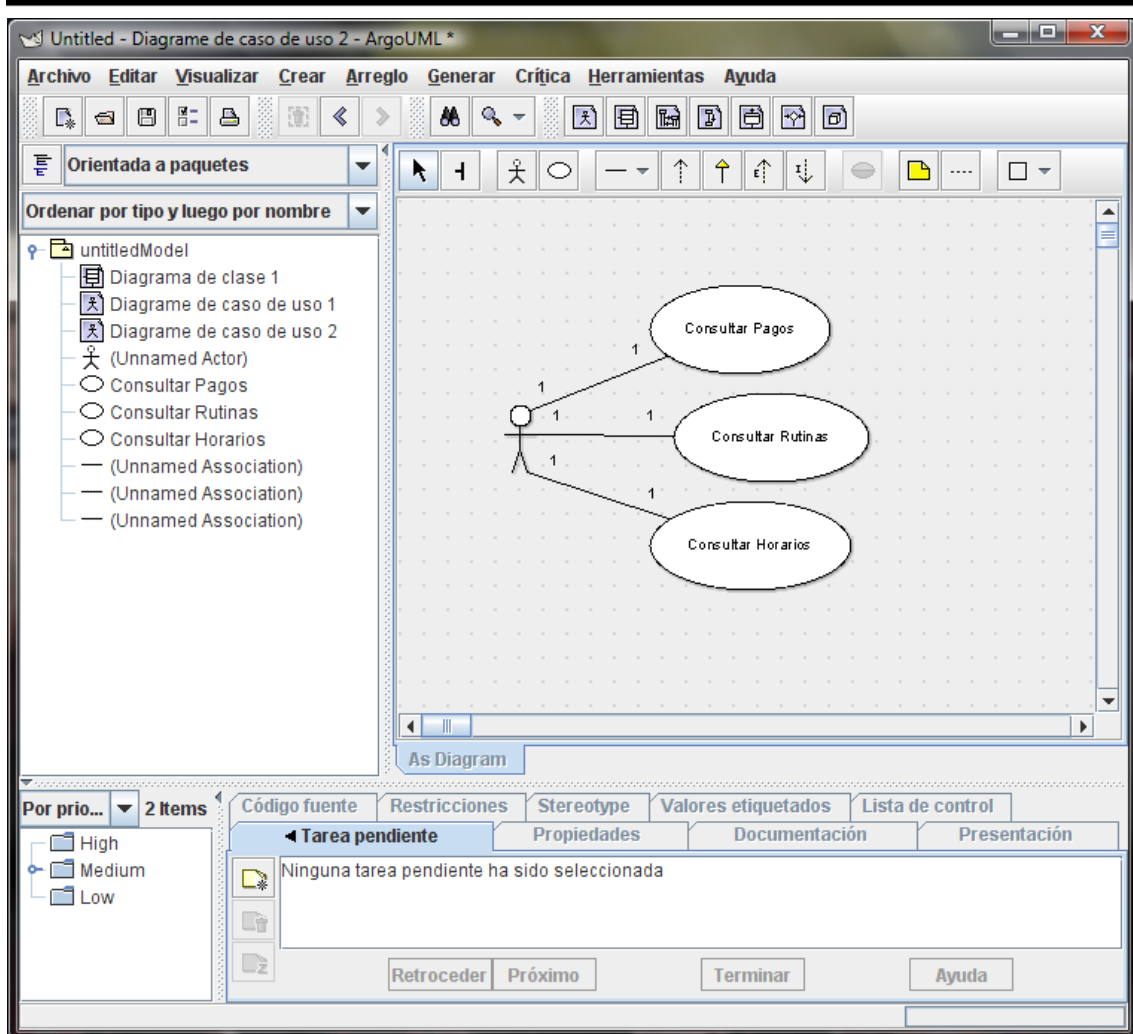 Untitled - Diagrame de caso de uso 2 - ArgoUML *
Archivo Editar Visualizar Crear Arreglo Generar Crítica Herramientas Ayuda
Orientada a paquetes
Ordenar por tipo y luego por nombre
untitledModel
Diagrama de clase 1
Diagrame de caso de uso 1
Diagrame de caso de uso 2
(Unnamed Actor)
Consultar Pagos
Consultar Rutinas
Consultar Horarios
(Unnamed Association)
(Unnamed Association)
(Unnamed Association)
Consultar Pagos
1
1
1
1
Consultar Rutinas
1
1
Consultar Horarios
As Diagram
Por prio...
2 Items
High
Medium
Low
Código fuente Restricciones Stereotype Valores etiquetados Lista de control
Tarea pendiente Propiedades Documentación Presentación
Ninguna tarea pendiente ha sido seleccionada
Retroceder Próximo Terminar Ayuda